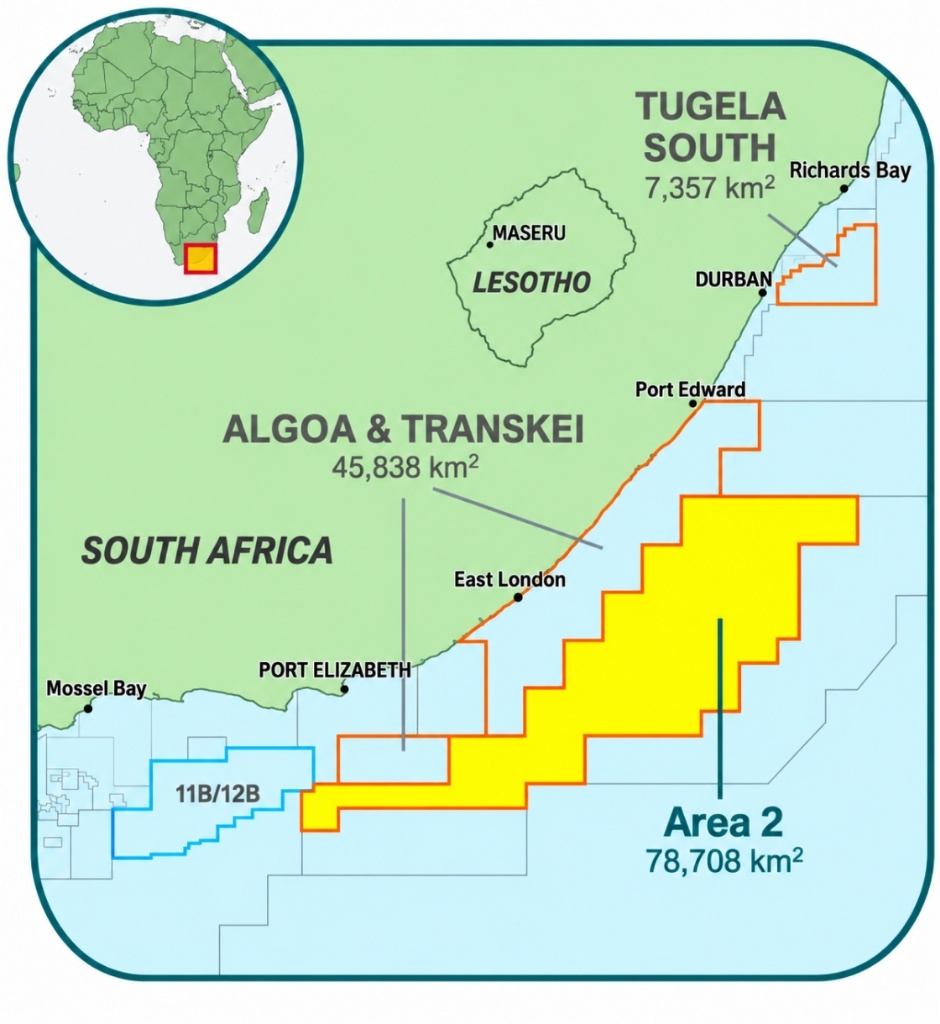 TUGELA
SOUTH
7,357 km²
Richards Bay
MASERU
LESOTHO
DURBAN
Port Edward
ALGOA & TRANSKEI
45,838 km²
SOUTH AFRICA
East London
PORT ELIZABETH
Mossel Bay
11B/12B
Area 2
78,708 km²